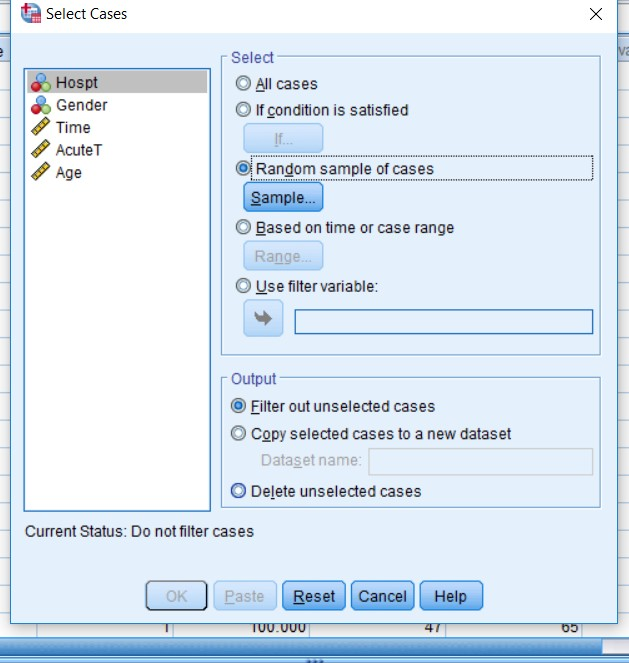 Select Cases
Hospt
Gender
Time
AcuteT
Age
Select
All cases
If condition is satisfied
If...
Random sample of cases
Sample...
Based on time or case range
Range...
Use filter variable:
Output
Filter out unselected cases
Copy selected cases to a new dataset
Dataset name:
Delete unselected cases
Current Status: Do not filter cases
OK Paste Reset Cancel Help
1 100.000 47 65